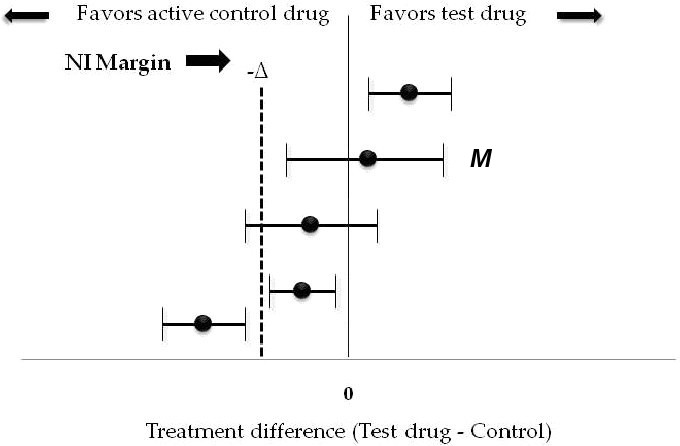 Favors active control drug
Favors test drug
NI Margin
-Δ
M
0
Treatment difference (Test drug - Control)